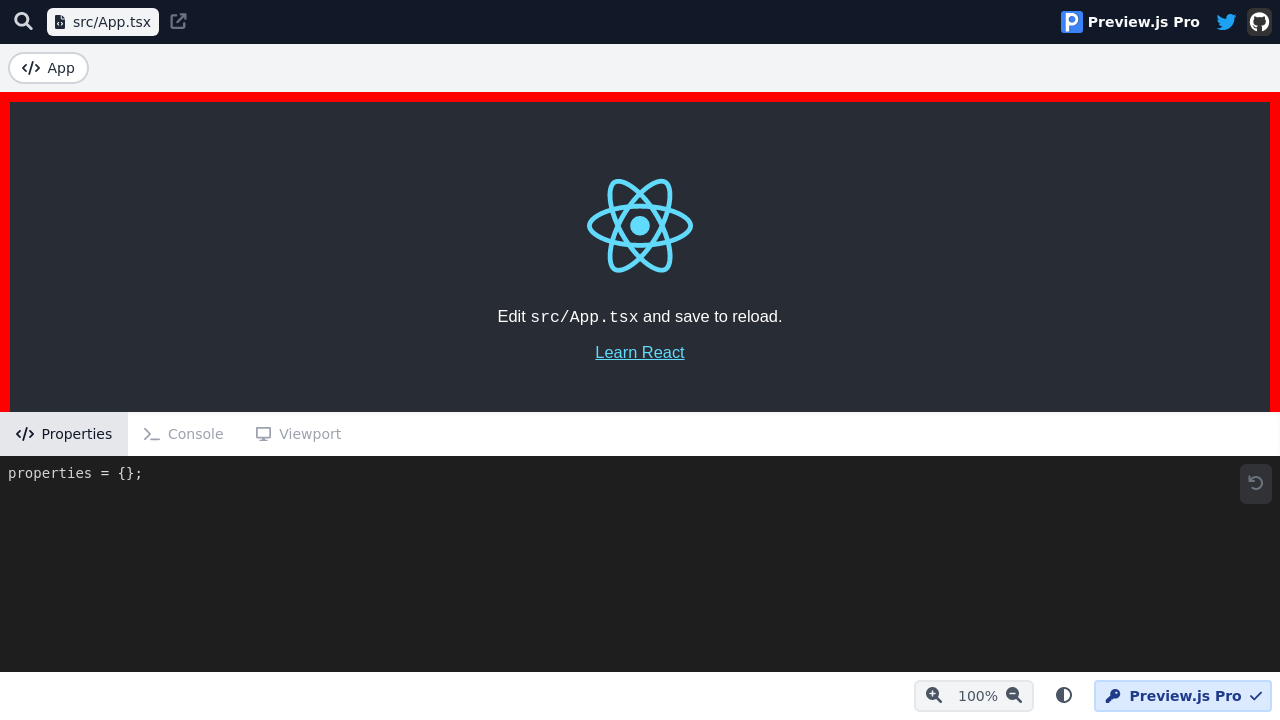 src/App.tsx
Preview.js Pro
App
Edit src/App.tsx and save to reload.
Learn React
Properties
Console
Viewport
properties = {};
100%
Preview.js Pro